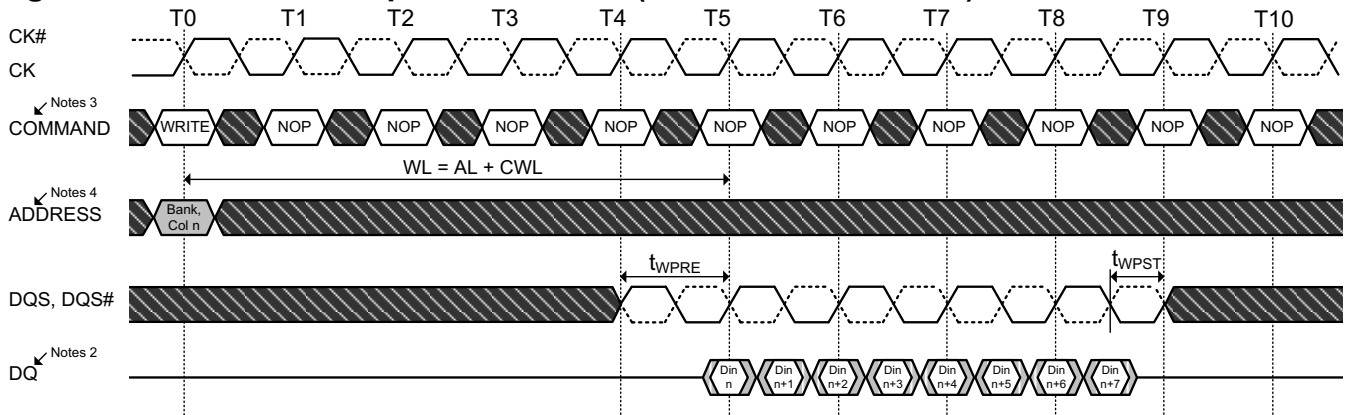 T0 T1 T2 T3 T4 T5 T6 T7 T8 T9 T10
CK#
CK
Notes 3
COMMAND WRITE NOP NOP NOP NOP NOP NOP NOP NOP NOP NOP
WL = AL + CWL
Notes 4
ADDRESS
Bank,
Col n
tWPRE tWPST
DQS, DQS#
Notes 2
DQ
Din Din Din Din Din Din Din Din
n n+1 n+2 n+3 n+4 n+5 n+6 n+7